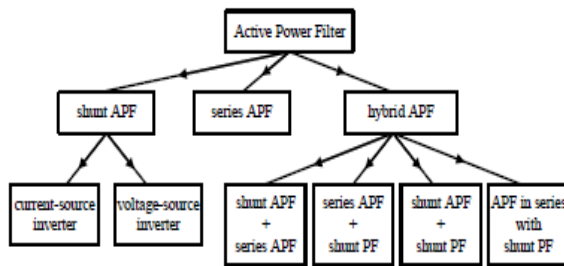 Active Power Filter
shunt APF
series APF
hybrid APF
current-source
inverter
voltage-source
inverter
shunt APF
+
series APF
series APF
+
shunt PF
shunt APF
+
shunt PF
APF in series
with
shunt PF